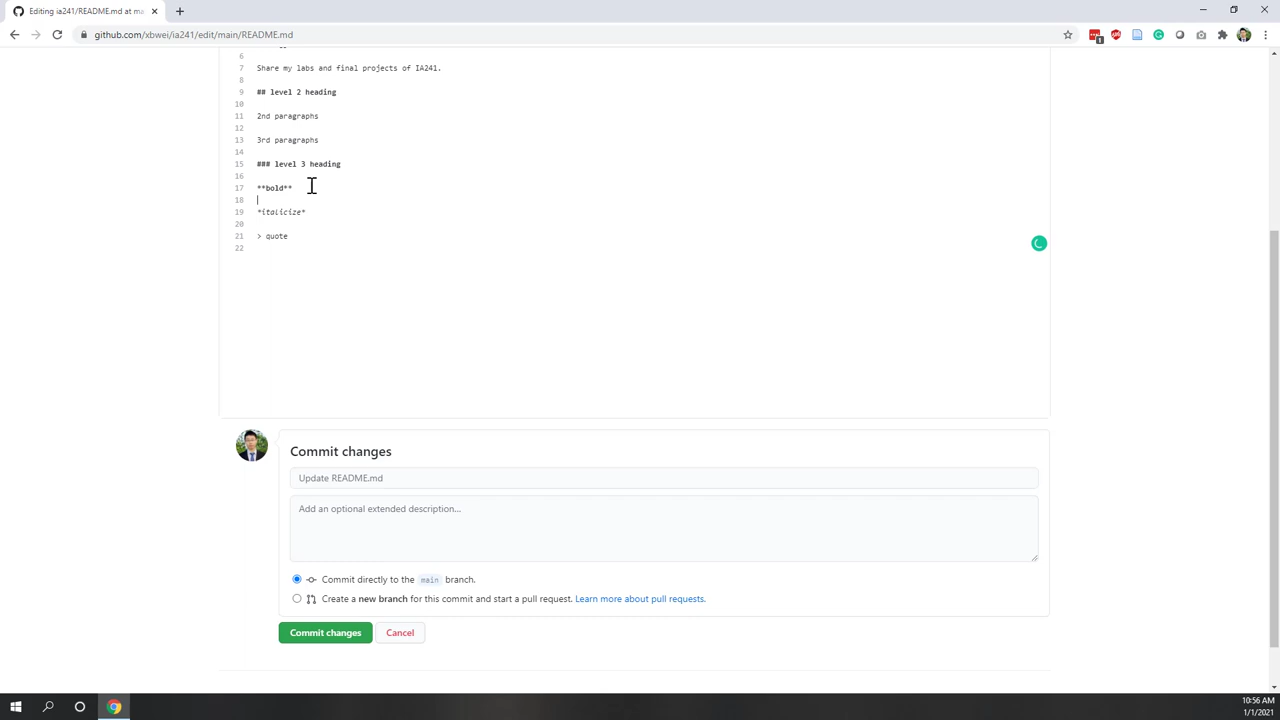 Editing ia241/README.md at ma
github.com/xbwei/ia241/edit/main/README.md
1
6
7 Share my labs and final projects of IA241.
8
9 ## level 2 heading
10
11 2nd paragraphs
12
13 3rd paragraphs
14
15 ### level 3 heading
16
17 **bold**
18
19 *italicize*
20
21 > quote
22
Commit changes
Update README.md
Add an optional extended description...
Commit directly to the main branch.
Create a new branch for this commit and start a pull request. Learn more about pull requests.
Commit changes
Cancel
10:56 AM
1/1/2021